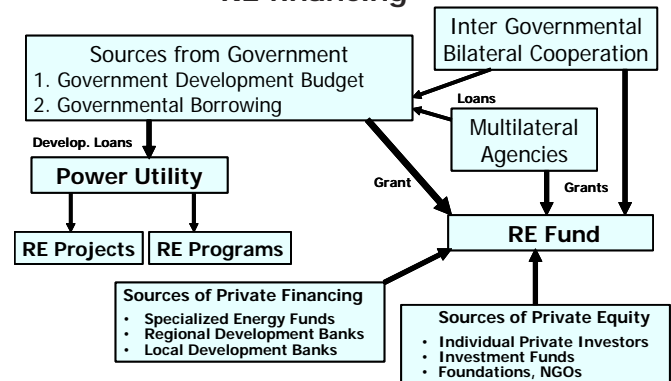 RE financing
Inter Governmental
Bilateral Cooperation
Sources from Government
1. Government Development Budget
2. Governmental Borrowing
Loans
Multilateral
Agencies
Develop. Loans
Power Utility
Grant
Grants
RE Projects
RE Programs
RE Fund
Sources of Private Financing
• Specialized Energy Funds
• Regional Development Banks
• Local Development Banks
Sources of Private Equity
• Individual Private Investors
• Investment Funds
• Foundations, NGOs